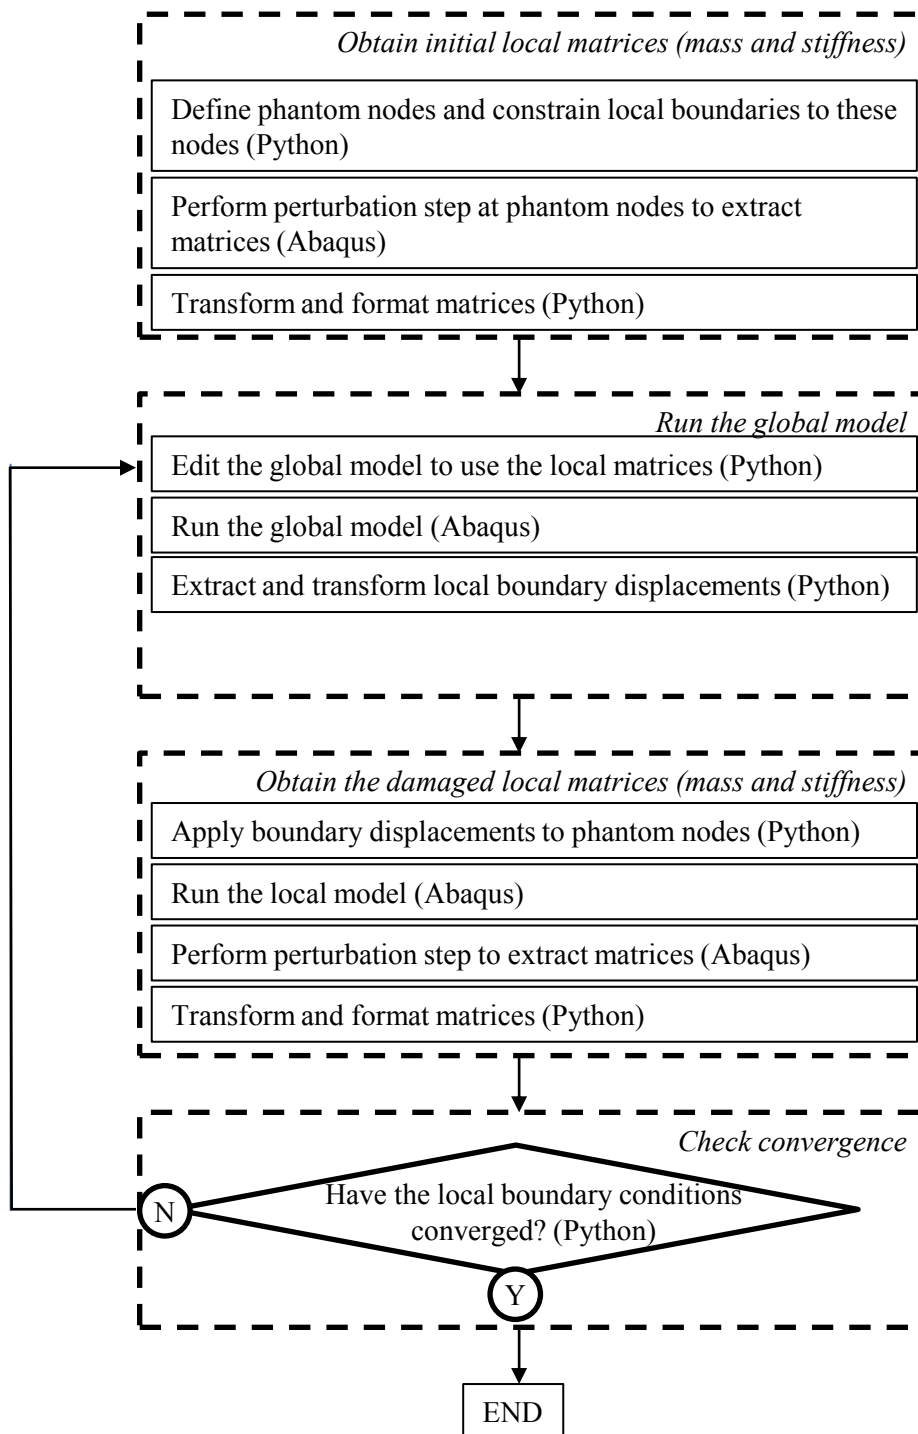 Obtain initial local matrices (mass and stiffness)
Define phantom nodes and constrain local boundaries to these
nodes (Python)
Perform perturbation step at phantom nodes to extract
matrices (Abaqus)
Transform and format matrices (Python)
Run the global model
Edit the global model to use the local matrices (Python)
Run the global model (Abaqus)
Extract and transform local boundary displacements (Python)
Obtain the damaged local matrices (mass and stiffness)
Apply boundary displacements to phantom nodes (Python)
Run the local model (Abaqus)
Perform perturbation step to extract matrices (Abaqus)
Transform and format matrices (Python)
Check convergence
Have the local boundary conditions
converged? (Python)
N
Y
END